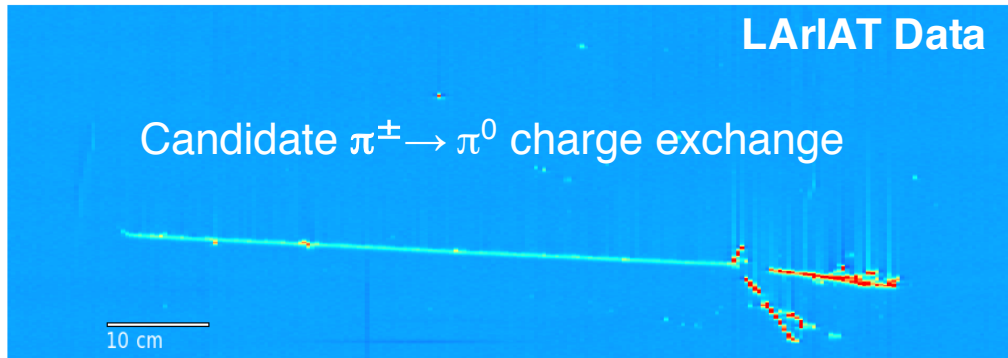 LArIAT Data
Candidate π± → π⁰ charge exchange
10 cm